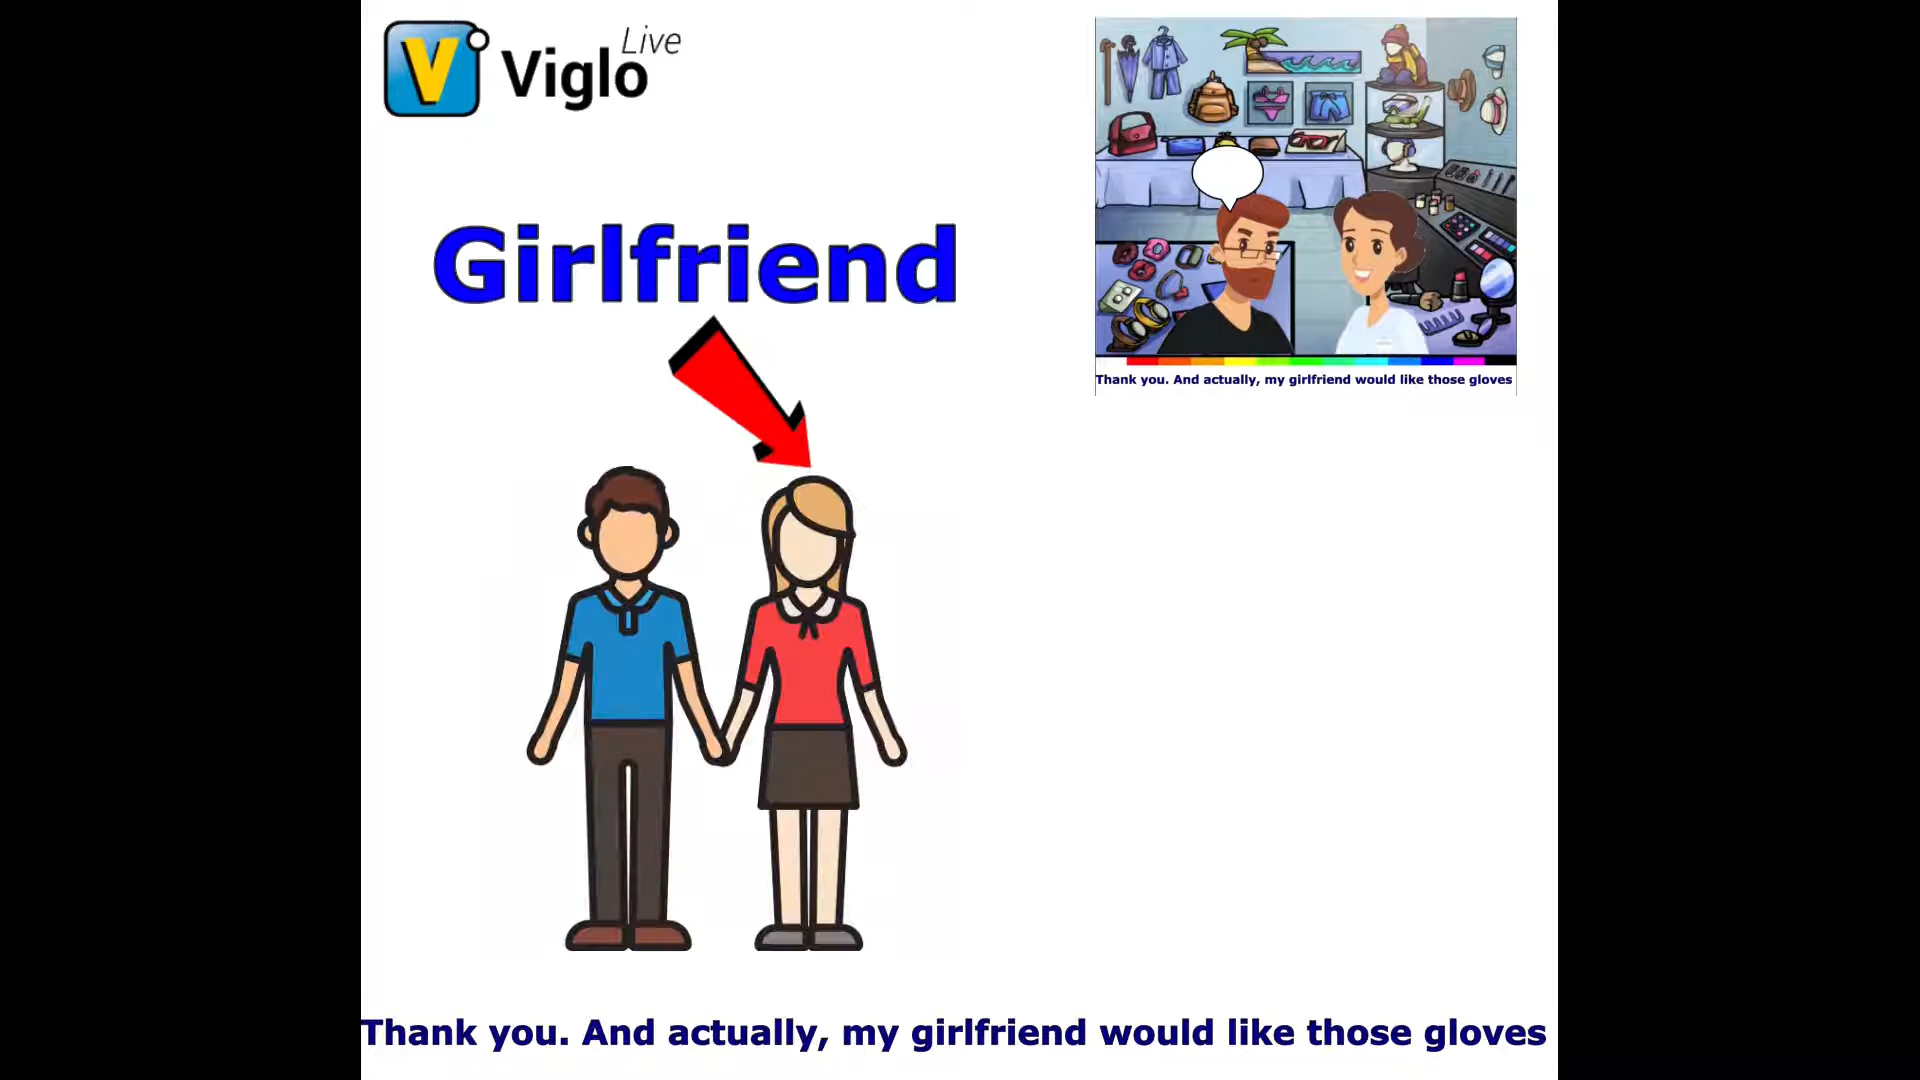 V Viglo Live
Girlfriend
Thank you. And actually, my girlfriend would like those gloves
Thank you. And actually, my girlfriend would like those gloves